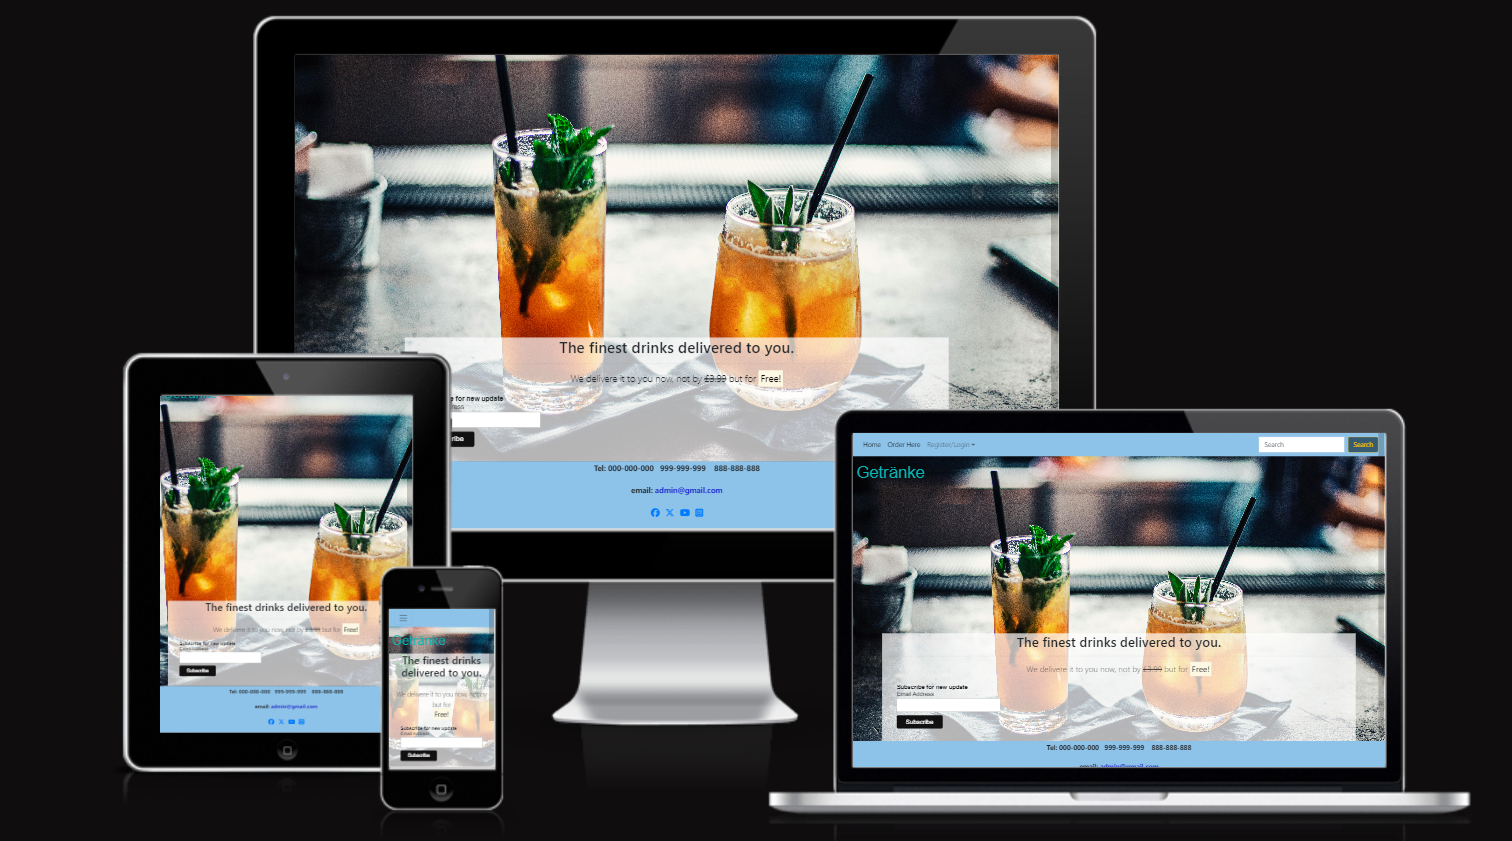 The finest drinks delivered to you.
We delivere it to you now, not by £3.99 but for Free!
e for new update
ress
ribe
Tel: 000-000-000 999-999-999 888-888-888
email: admin@gmail.com
Getränke
The finest drinks delivered to you.
We delivere it to you now, not by £3.99 but for Free!
Subscribe for new update
Email Address
Subscribe
Tel: 000-000-000 999-999-999 888-888-888
email: admin@gmail.com
Getränke
The finest drinks
delivered to you.
We delivere it to you now, not by
but for
Free!
Subscribe for new update
Email Address
Subscribe
Home Order Here Register/Login Search Search
Getränke
The finest drinks delivered to you.
We delivere it to you now, not by £3.99 but for Free!
Subscribe for new update
Email Address
Subscribe
Tel: 000-000-000 999-999-999 888-888-888
email: admin@gmail.com